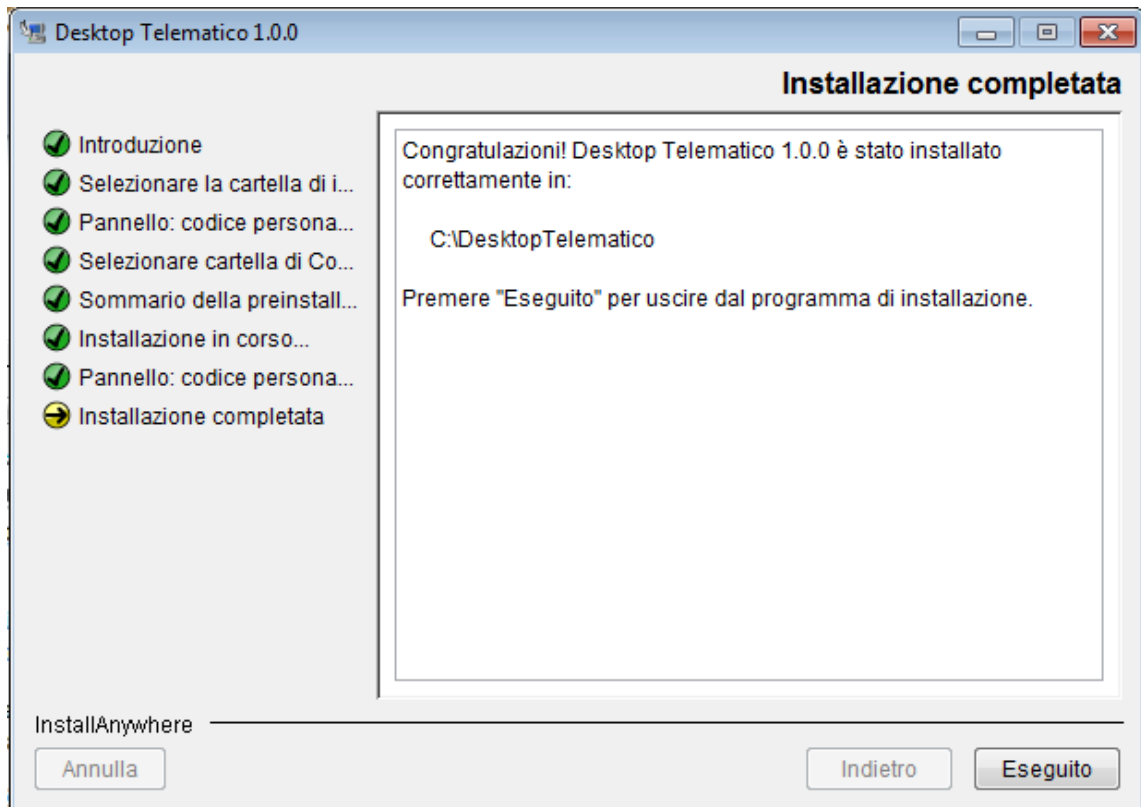 Desktop Telematico 1.0.0
Installazione completata
Introduzione
Selezionare la cartella di i...
Pannello: codice persona...
Selezionare cartella di Co...
Sommario della preinstall...
Installazione in corso...
Pannello: codice persona...
Installazione completata
Congratulazioni! Desktop Telematico 1.0.0 è stato installato
correttamente in:
C:\DesktopTelematico
Premere "Eseguito" per uscire dal programma di installazione.
InstallAnywhere
Annulla
Indietro
Eseguito